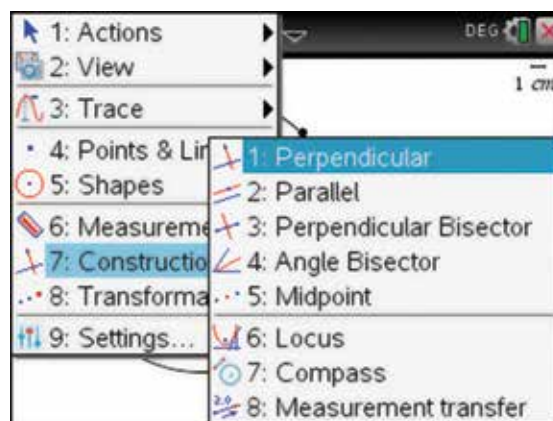 1: Actions
DEG
2: View
1 cm
3: Trace
4: Points & Lin
1: Perpendicular
5: Shapes
2: Parallel
6: Measureme
3: Perpendicular Bisector
7: Constructio
4: Angle Bisector
8: Transforma
5: Midpoint
9: Settings...
6: Locus
7: Compass
8: Measurement transfer